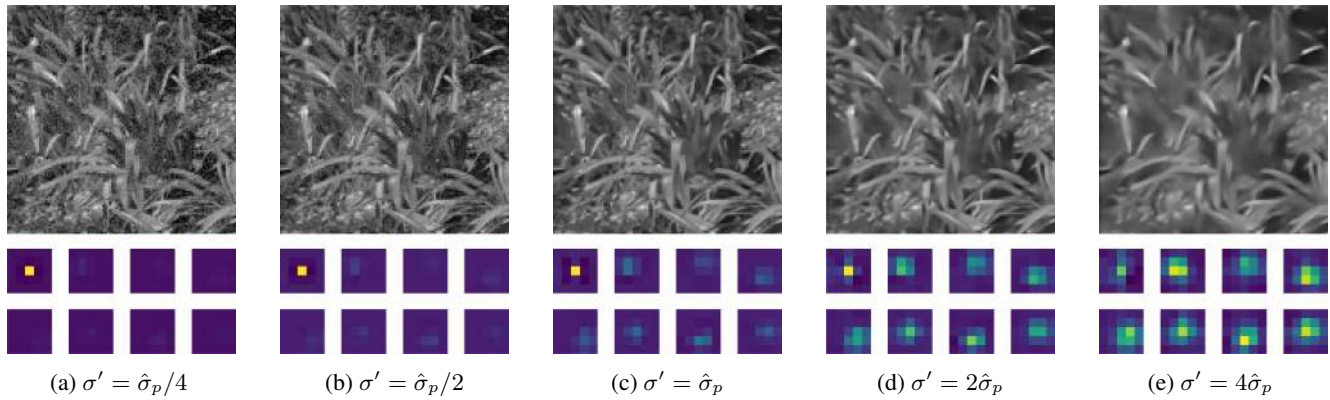 (a) σ′ = σ̂ₚ/4
(b) σ′ = σ̂ₚ/2
(c) σ′ = σ̂ₚ
(d) σ′ = 2σ̂ₚ
(e) σ′ = 4σ̂ₚ